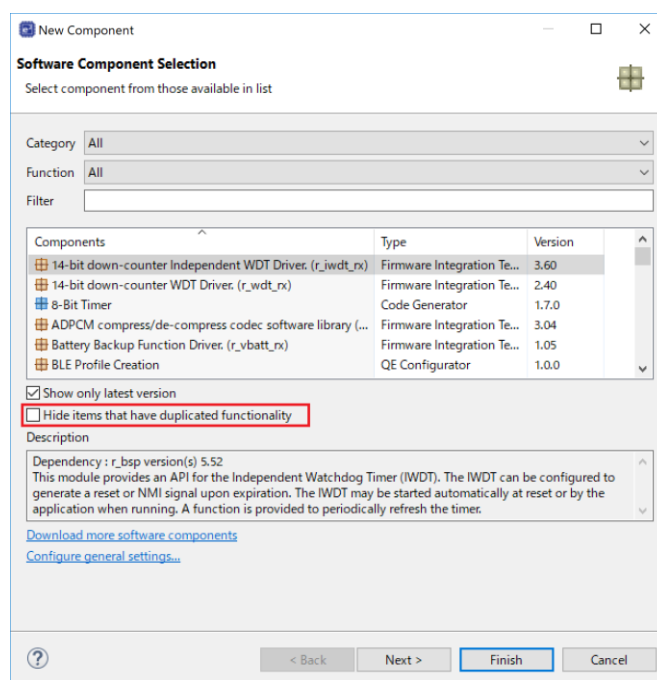 New Component
Software Component Selection
Select component from those available in list
Category All
Function All
Filter
Components Type Version
14-bit down-counter Independent WDT Driver. (r_iwdt_rx) Firmware Integration Te... 3.60
14-bit down-counter WDT Driver. (r_wdt_rx) Firmware Integration Te... 2.40
8-Bit Timer Code Generator 1.7.0
ADPCM compress/de-compress codec software library (... Firmware Integration Te... 3.04
Battery Backup Function Driver. (r_vbatt_rx) Firmware Integration Te... 1.05
BLE Profile Creation QE Configurator 1.0.0
Show only latest version
Hide items that have duplicated functionality
Description
Dependency : r_bsp version(s) 5.52
This module provides an API for the Independent Watchdog Timer (IWDT). The IWDT can be configured to
generate a reset or NMI signal upon expiration. The IWDT may be started automatically at reset or by the
application when running. A function is provided to periodically refresh the timer.
Download more software components
Configure general settings...
? < Back Next > Finish Cancel